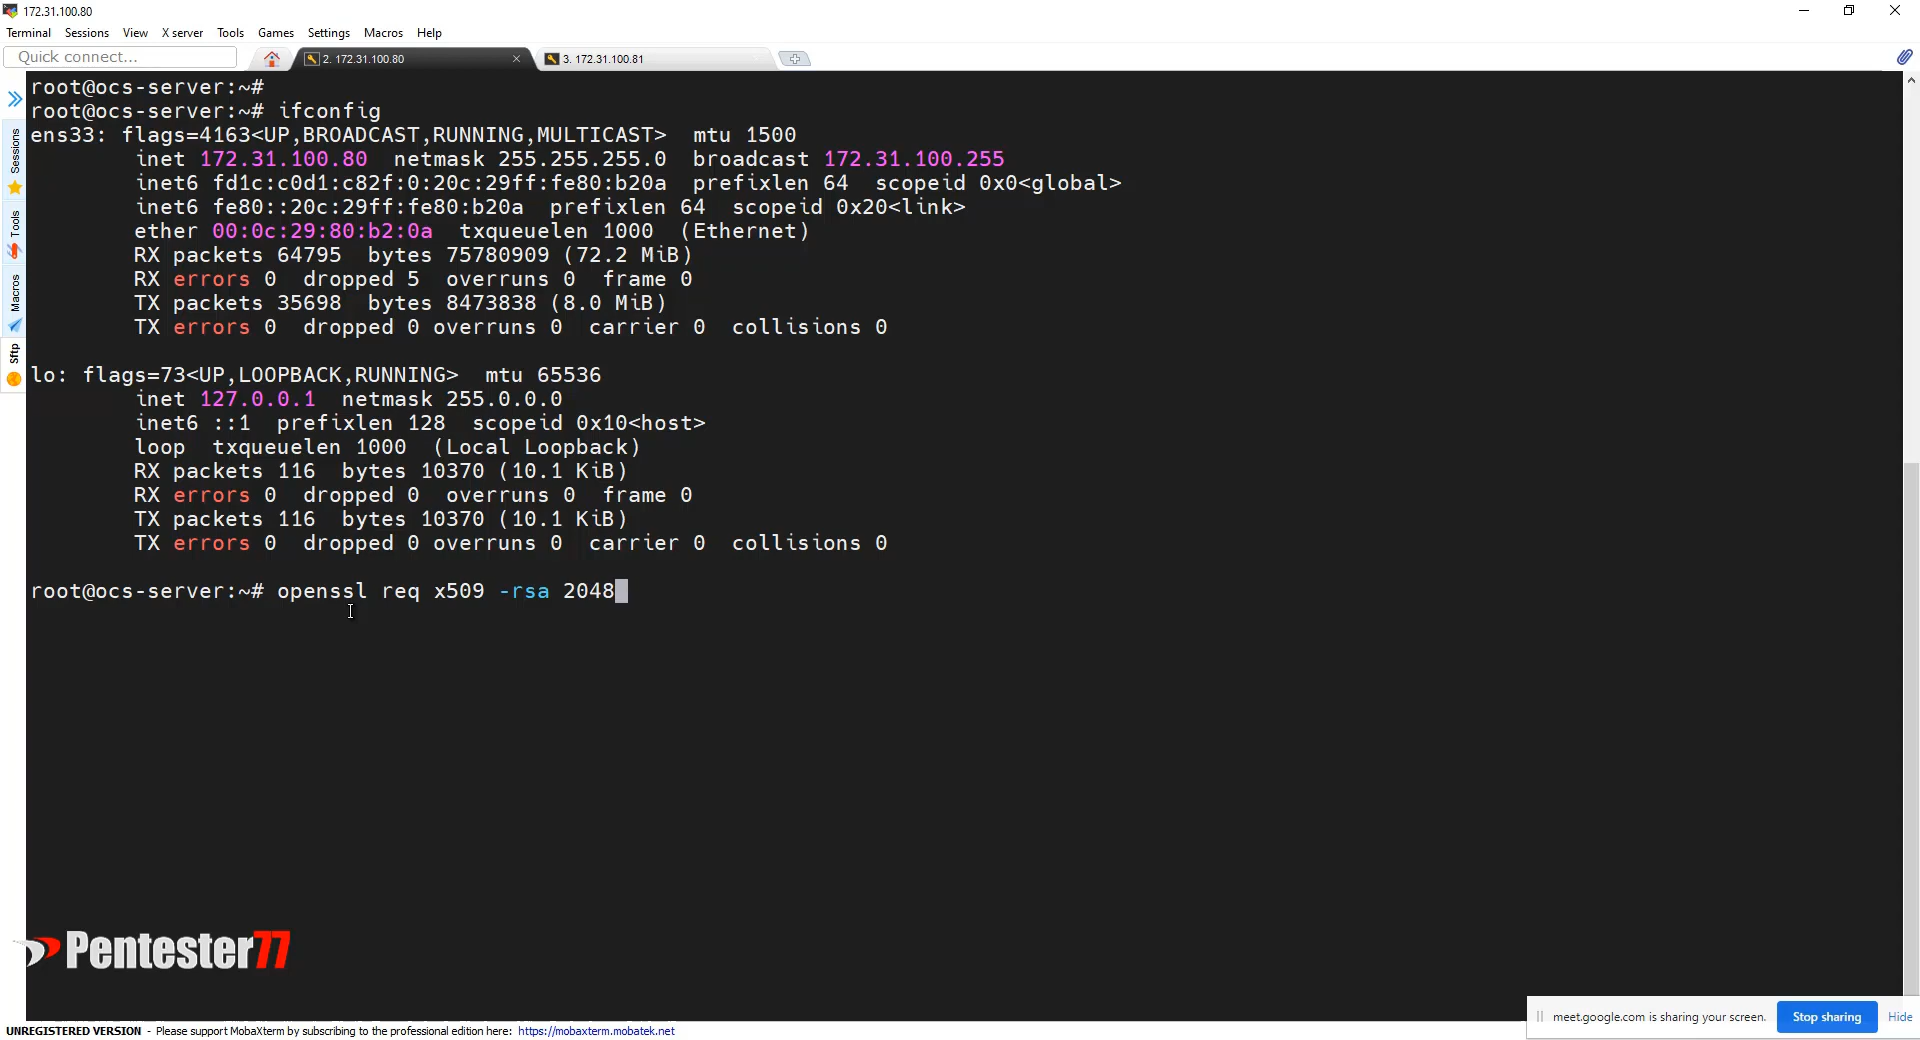 172.31.100.80
Terminal Sessions View X server Tools Games Settings Macros Help
Quick connect... 2. 172.31.100.80 3. 172.31.100.81
Sessions
Tools
Macros
Sftp
root@ocs-server:~#
root@ocs-server:~# ifconfig
ens33: flags=4163<UP,BROADCAST,RUNNING,MULTICAST>  mtu 1500
inet 172.31.100.80  netmask 255.255.255.0  broadcast 172.31.100.255
inet6 fd1c:c0d1:c82f:0:20c:29ff:fe80:b20a  prefixlen 64  scopeid 0x0<global>
inet6 fe80::20c:29ff:fe80:b20a  prefixlen 64  scopeid 0x20<link>
ether 00:0c:29:80:b2:0a  txqueuelen 1000  (Ethernet)
RX packets 64795  bytes 75780909 (72.2 MiB)
RX errors 0  dropped 5  overruns 0  frame 0
TX packets 35698  bytes 8473838 (8.0 MiB)
TX errors 0  dropped 0 overruns 0  carrier 0  collisions 0
lo: flags=73<UP,LOOPBACK,RUNNING>  mtu 65536
inet 127.0.0.1  netmask 255.0.0.0
inet6 ::1  prefixlen 128  scopeid 0x10<host>
loop  txqueuelen 1000  (Local Loopback)
RX packets 116  bytes 10370 (10.1 KiB)
RX errors 0  dropped 0  overruns 0  frame 0
TX packets 116  bytes 10370 (10.1 KiB)
TX errors 0  dropped 0 overruns 0  carrier 0  collisions 0
root@ocs-server:~# openssl req x509 -rsa 2048
Pentester77
meet.google.com is sharing your screen. Stop sharing Hide
UNREGISTERED VERSION - Please support MobaXterm by subscribing to the professional edition here: https://mobaxterm.mobatek.net